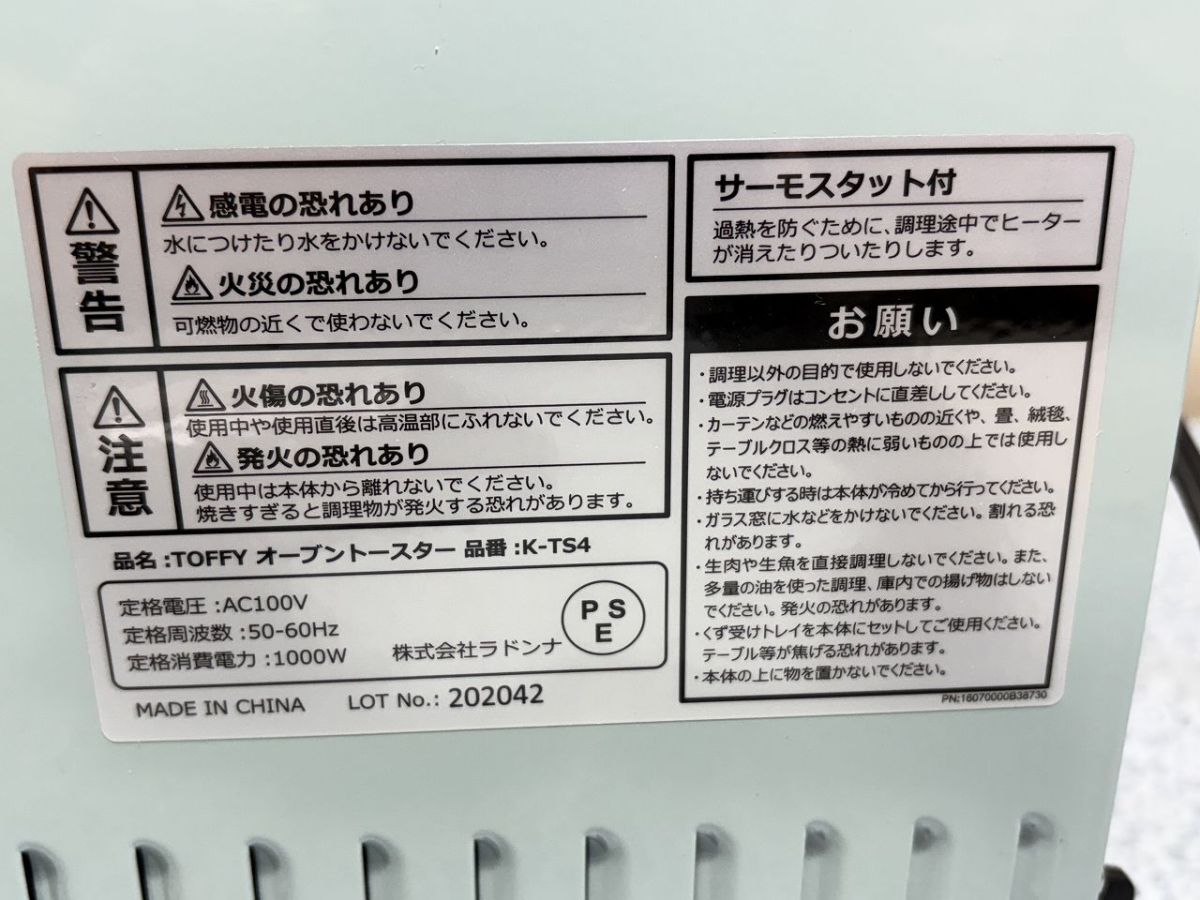 警告
感電の恐れあり
水につけたり水をかけないでください。
火災の恐れあり
可燃物の近くで使わないでください。
注意
火傷の恐れあり
使用中や使用直後は高温部にふれないでください。
発火の恐れあり
使用中は本体から離れないでください。
焼きすぎると調理物が発火する恐れがあります。
品名:TOFFY オーブントースター 品番:K-TS4
定格電圧:AC100V
定格周波数:50-60Hz
定格消費電力:1000W
株式会社ラドンナ
PSE
MADE IN CHINA LOT No.: 202042
サーモスタット付
過熱を防ぐために、調理途中でヒーター
が消えたりついたりします。
お願い
・調理以外の目的で使用しないでください。
・電源プラグはコンセントに直差ししてください。
・カーテンなどの燃えやすいものの近くや、畳、絨毯、
テーブルクロス等の熱に弱いものの上では使用し
ないでください。
・持ち運びする時は本体が冷めてから行ってください。
・ガラス窓に水などをかけないでください。割れる恐
れがあります。
・生肉や生魚を直接調理しないでください。また、
多量の油を使った調理、庫内での揚げ物はしない
でください。発火の恐れがあります。
・くず受けトレイを本体にセットしてご使用ください。
テーブル等が焦げる恐れがあります。
・本体の上に物を置かないでください。
PN:16070000B38730